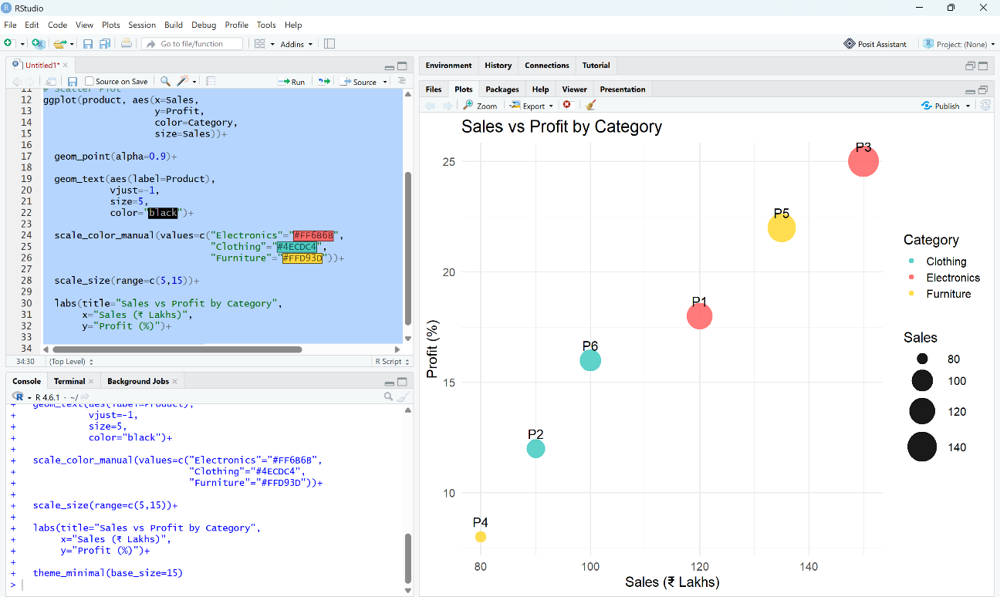 RStudio
File Edit Code View Plots Session Build Debug Profile Tools Help
Go to file/function Addins Posit Assistant Project: (None)
Untitled1*
Source on Save Run Source
11 # Scatter Plot
12 ggplot(product, aes(x=Sales,
13 y=Profit,
14 color=Category,
15 size=Sales))+
16
17 geom_point(alpha=0.9)+
18
19 geom_text(aes(label=Product),
20 vjust=-1,
21 size=5,
22 color="black")+
23
24 scale_color_manual(values=c("Electronics"="#FF6B6B",
25 "Clothing"="#4ECDC4",
26 "Furniture"="#FFD93D"))+
27
28 scale_size(range=c(5,15))+
29
30 labs(title="Sales vs Profit by Category",
31 x="Sales (₹ Lakhs)",
32 y="Profit (%)")+
33
34
34:30 (Top Level) R Script
Console Terminal Background Jobs
R 4.6.1 · ~/
+ geom_text(aes(label=Product),
+ vjust=-1,
+ size=5,
+ color="black")+
+
+ scale_color_manual(values=c("Electronics"="#FF6B6B",
+ "Clothing"="#4ECDC4",
+ "Furniture"="#FFD93D"))+
+
+ scale_size(range=c(5,15))+
+
+ labs(title="Sales vs Profit by Category",
+ x="Sales (₹ Lakhs)",
+ y="Profit (%)")+
+
+ theme_minimal(base_size=15)
>
Environment History Connections Tutorial
Files Plots Packages Help Viewer Presentation
Zoom Export Publish
Sales vs Profit by Category
P3
25
P5
20
P1
P6
15
P2
10
P4
Profit (%)
80 100 120 140
Sales (₹ Lakhs)
Category
Clothing
Electronics
Furniture
Sales
80
100
120
140